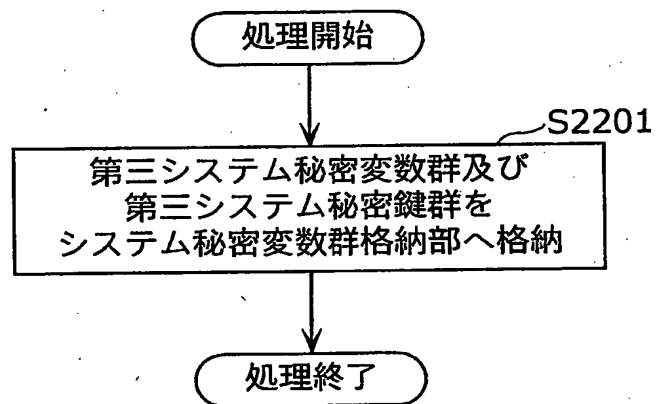 処理開始
S2201
第三システム秘密変数群及び
第三システム秘密鍵群を
システム秘密変数群格納部へ格納
処理終了